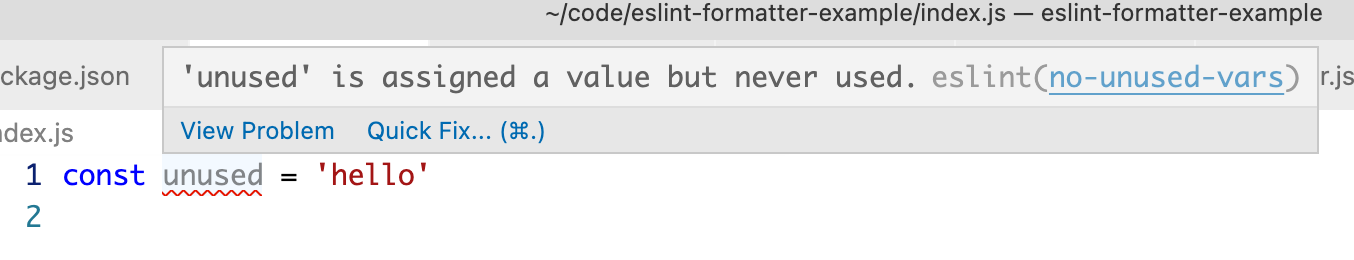 ~/code/eslint-formatter-example/index.js — eslint-formatter-example
ckage.json
r.js
'unused' is assigned a value but never used. eslint(no-unused-vars)
ndex.js
View Problem Quick Fix... (⌘.)
1 const unused = 'hello'
2